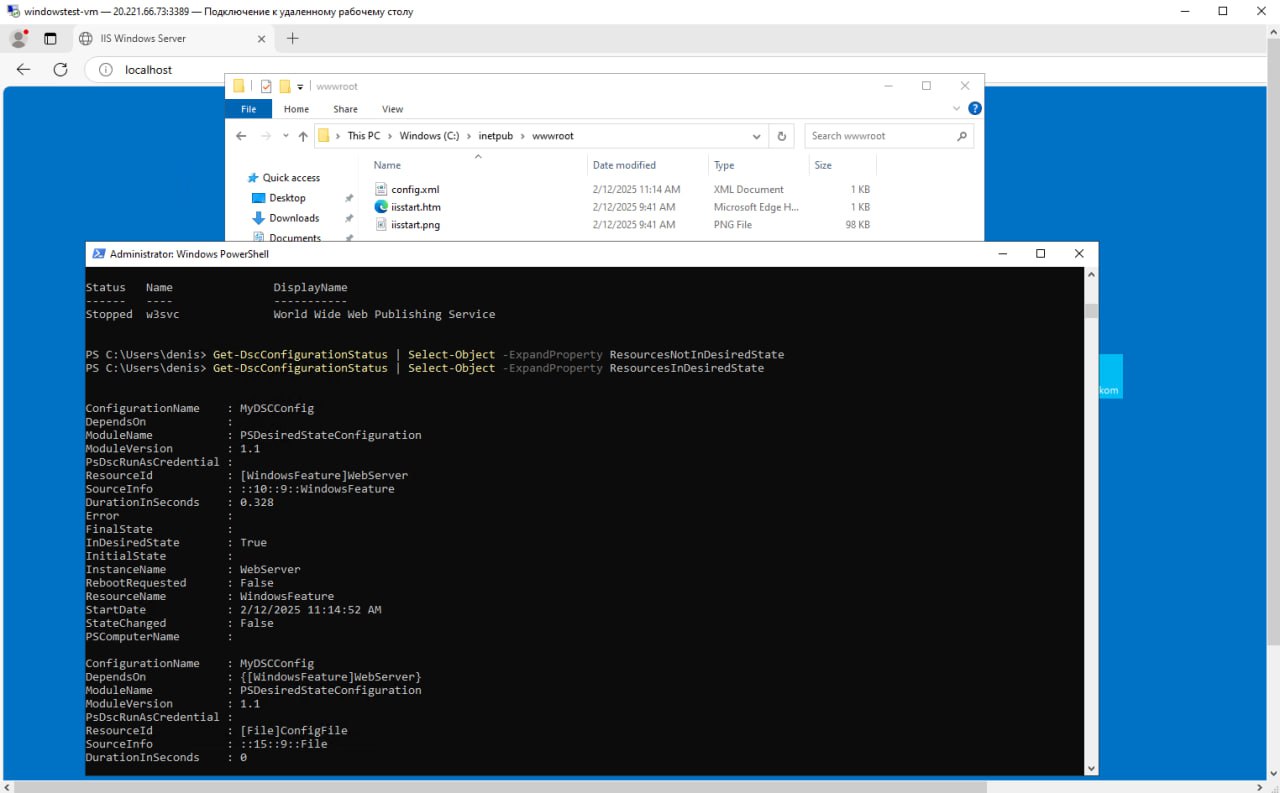 windowstest-vm — 20.221.66.73:3389 — Подключение к удаленному рабочему столу
IIS Windows Server
localhost
wwwroot
File Home Share View
This PC > Windows (C:) > inetpub > wwwroot
Search wwwroot
Name Date modified Type Size
Quick access
Desktop
Downloads
Documents
config.xml 2/12/2025 11:14 AM XML Document 1 KB
iisstart.htm 2/12/2025 9:41 AM Microsoft Edge H... 1 KB
iisstart.png 2/12/2025 9:41 AM PNG File 98 KB
Administrator: Windows PowerShell
Status Name DisplayName
------ ---- -----------
Stopped w3svc World Wide Web Publishing Service
PS C:\Users\denis> Get-DscConfigurationStatus | Select-Object -ExpandProperty ResourcesNotInDesiredState
PS C:\Users\denis> Get-DscConfigurationStatus | Select-Object -ExpandProperty ResourcesInDesiredState
ConfigurationName : MyDSCConfig
DependsOn :
ModuleName : PSDesiredStateConfiguration
ModuleVersion : 1.1
PsDscRunAsCredential :
ResourceId : [WindowsFeature]WebServer
SourceInfo : ::10::9::WindowsFeature
DurationInSeconds : 0.328
Error :
FinalState :
InDesiredState : True
InitialState :
InstanceName : WebServer
RebootRequested : False
ResourceName : WindowsFeature
StartDate : 2/12/2025 11:14:52 AM
StateChanged : False
PSComputerName :
ConfigurationName : MyDSCConfig
DependsOn : {[WindowsFeature]WebServer}
ModuleName : PSDesiredStateConfiguration
ModuleVersion : 1.1
PsDscRunAsCredential :
ResourceId : [File]ConfigFile
SourceInfo : ::15::9::File
DurationInSeconds : 0
kom